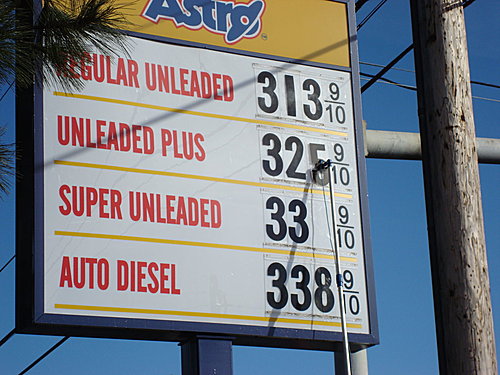 Astro
REGULAR UNLEADED 313 9/10
UNLEADED PLUS 325 9/10
SUPER UNLEADED 33 9/10
AUTO DIESEL 338 9/10